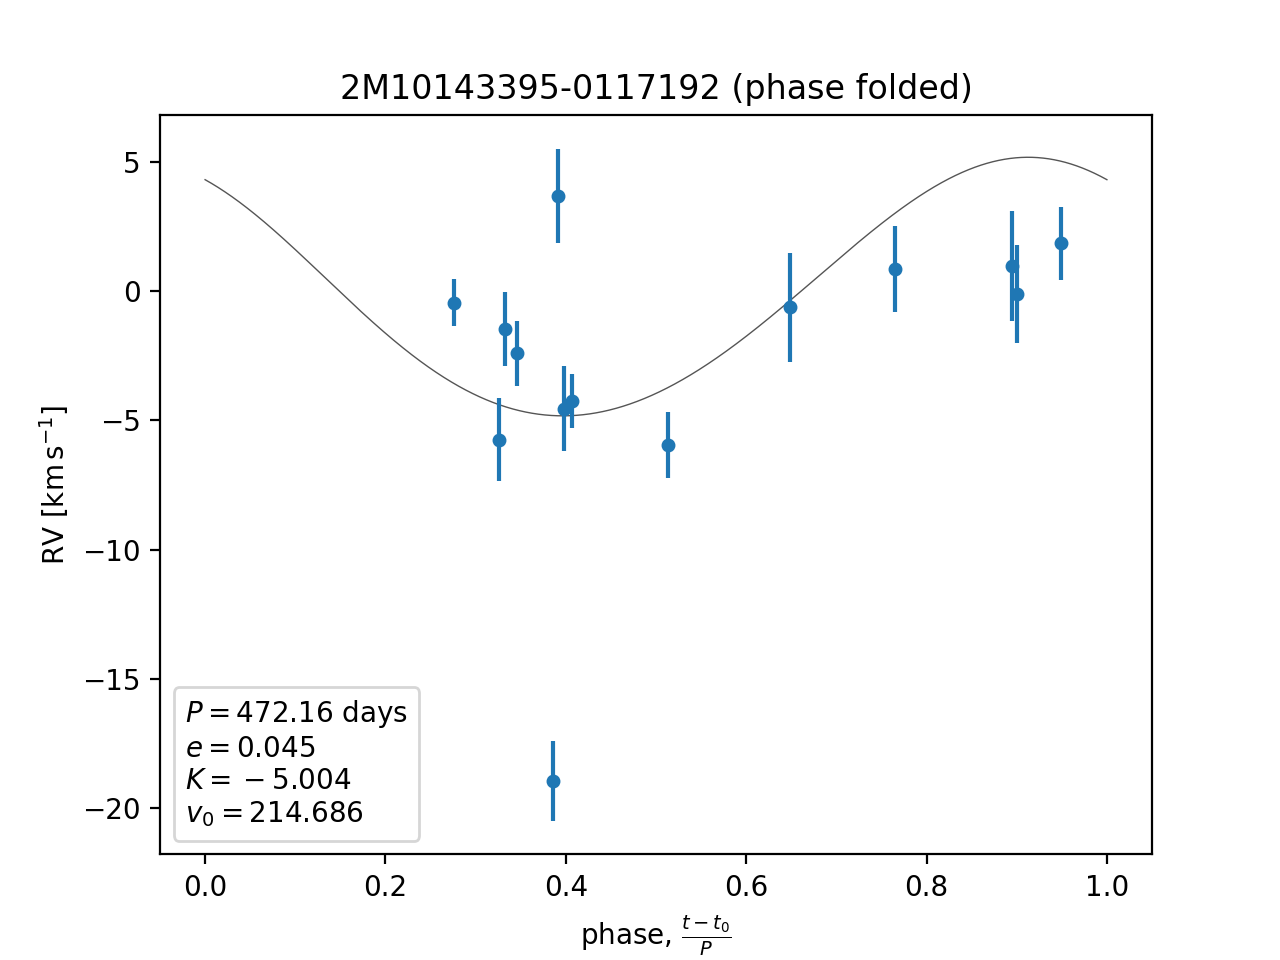 2M10143395-0117192 (phase folded)
RV [km s⁻¹]
5
0
−5
−10
−15
−20
P = 472.16 days
e = 0.045
K = −5.004
v₀ = 214.686
0.0 0.2 0.4 0.6 0.8 1.0
phase, (t − t₀)/P